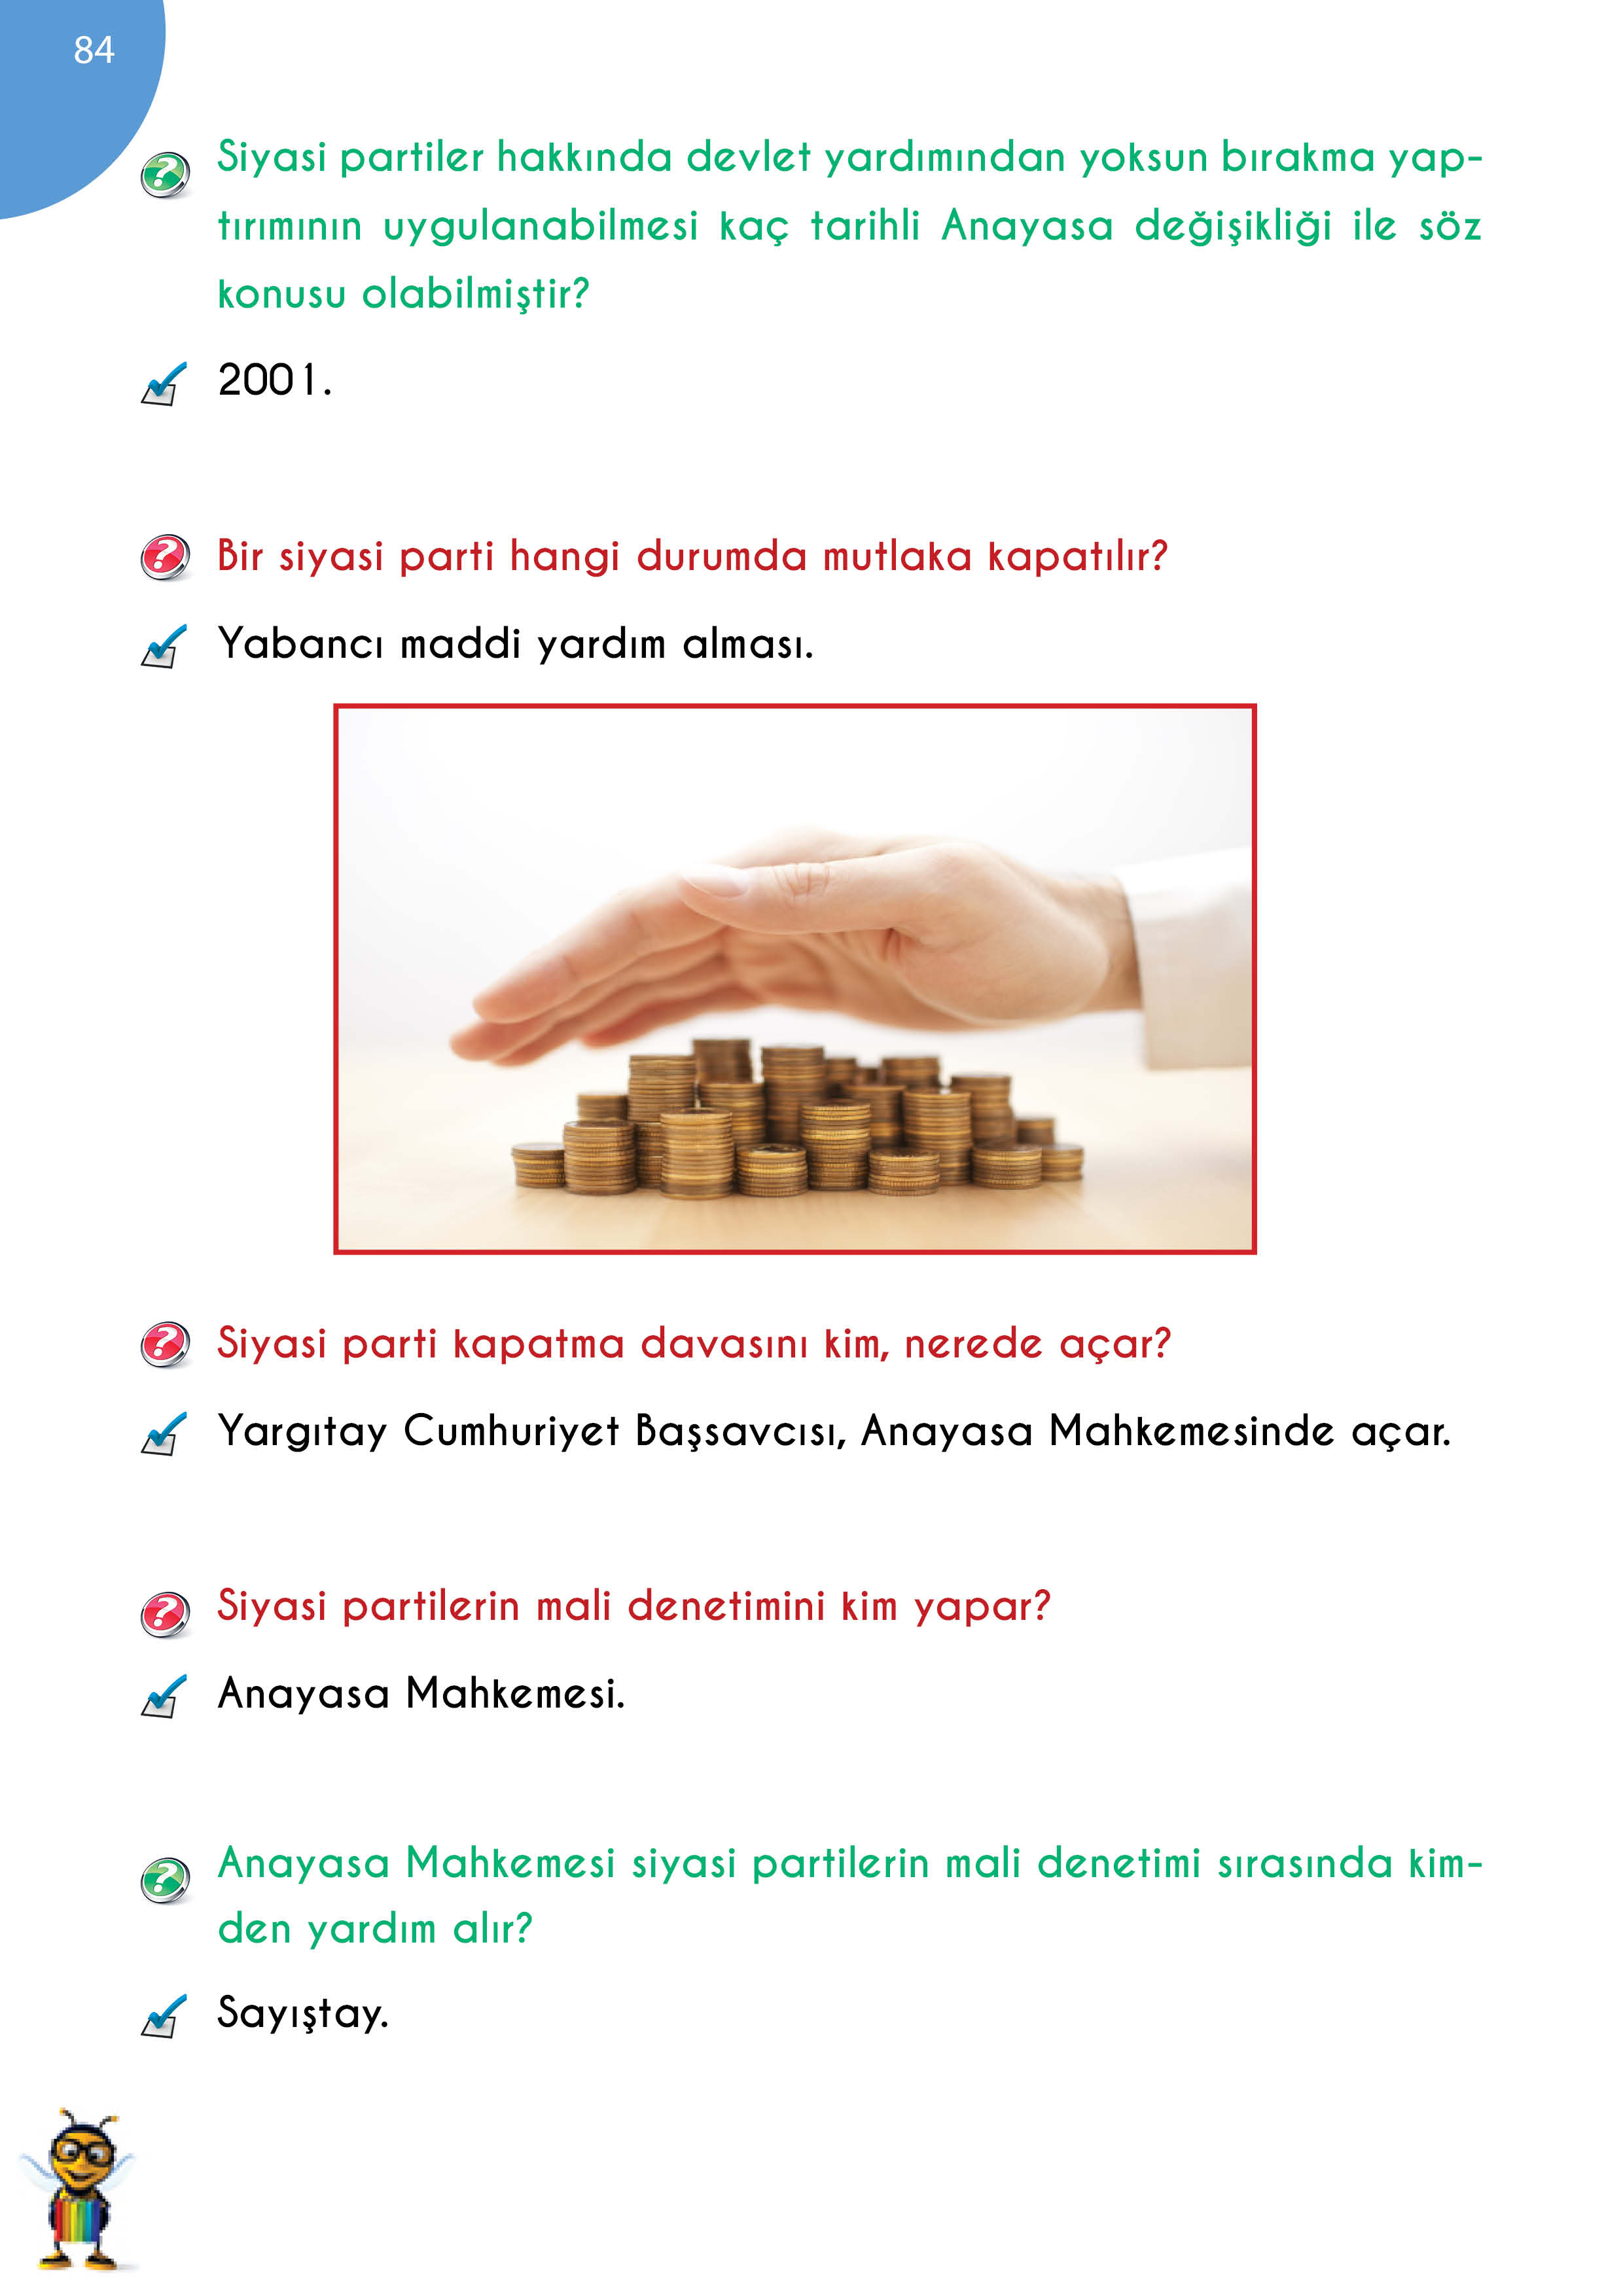 84
Siyasi partiler hakkında devlet yardımından yoksun bırakma yap-
tırımının uygulanabilmesi kaç tarihli Anayasa değişikliği ile söz
konusu olabilmiştir?
2001.
Bir siyasi parti hangi durumda mutlaka kapatılır?
Yabancı maddi yardım alması.
Siyasi parti kapatma davasını kim, nerede açar?
Yargıtay Cumhuriyet Başsavcısı, Anayasa Mahkemesinde açar.
Siyasi partilerin mali denetimini kim yapar?
Anayasa Mahkemesi.
Anayasa Mahkemesi siyasi partilerin mali denetimi sırasında kim-
den yardım alır?
Sayıştay.